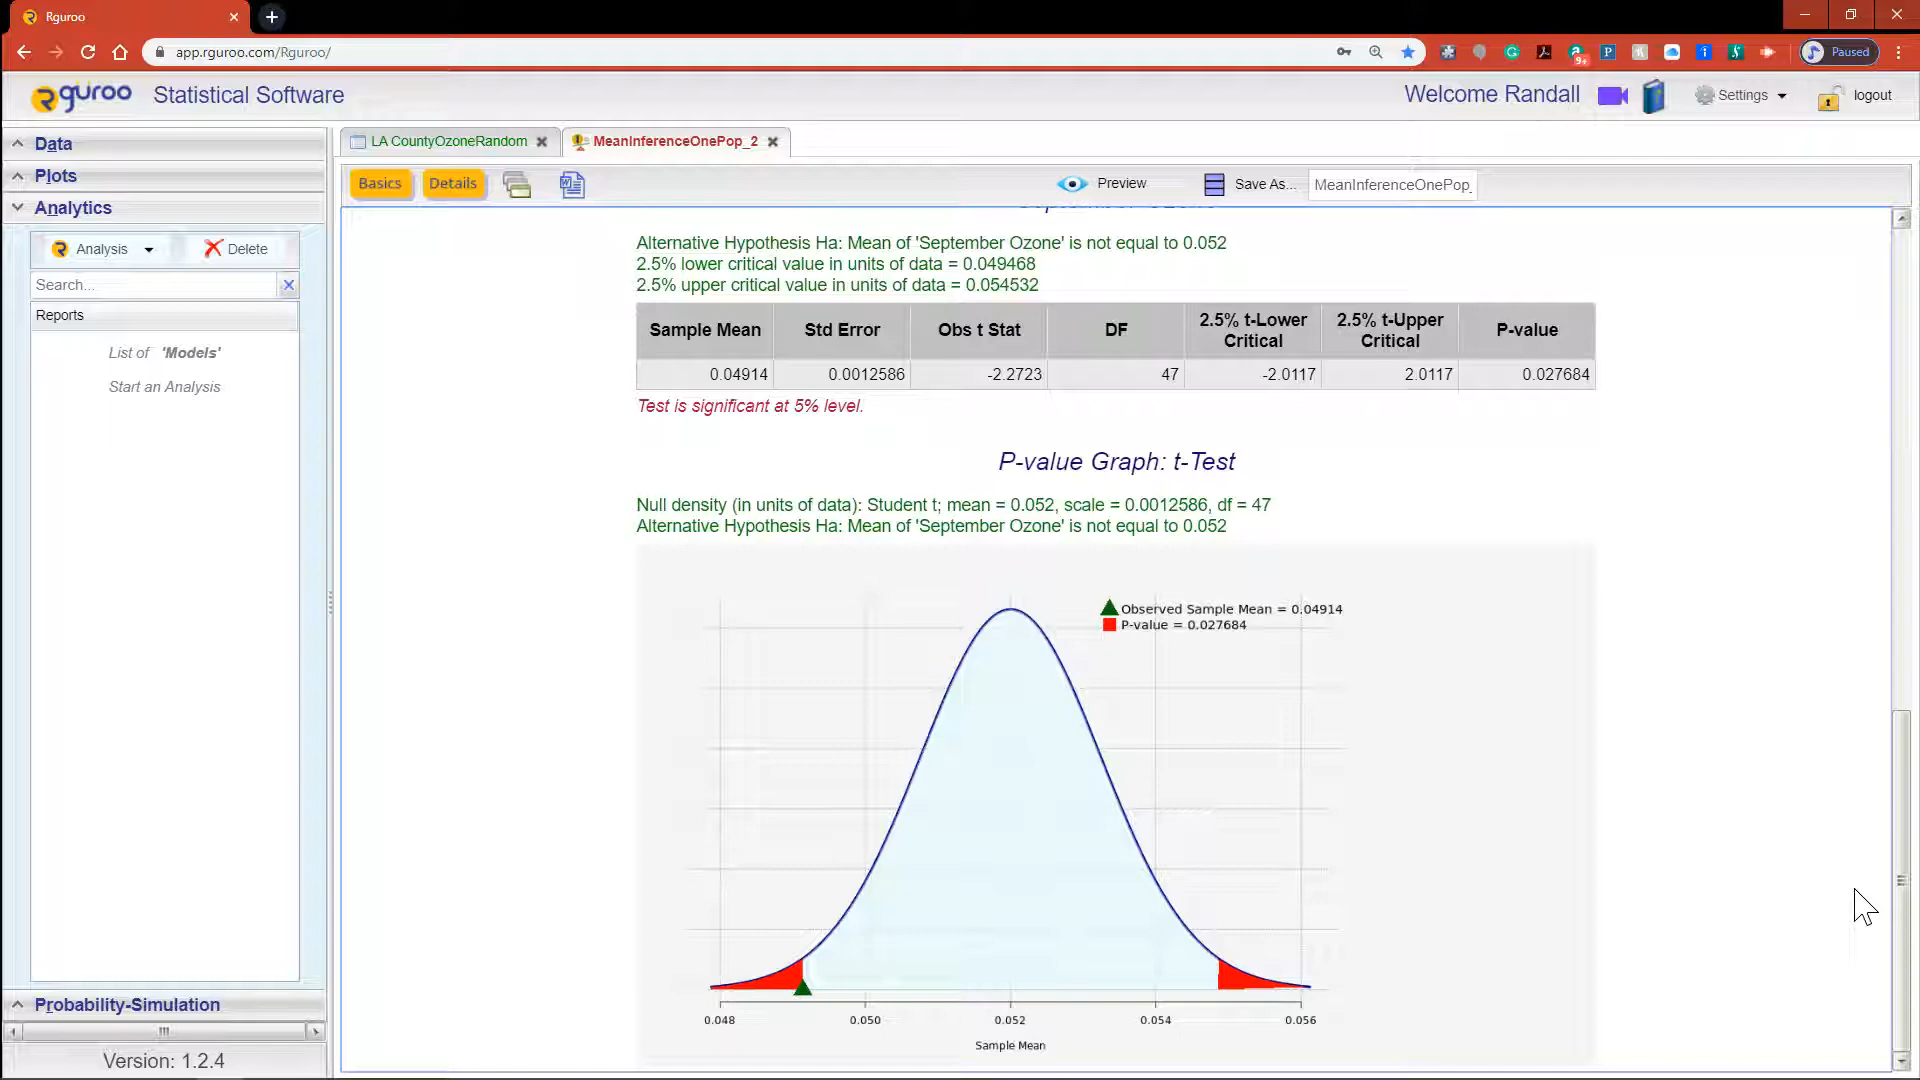 Rguroo
app.rguroo.com/Rguroo/
9+
Paused
rguroo Statistical Software
Welcome Randall
Settings
logout
Data
Plots
Analytics
Analysis
Delete
Search...
Reports
List of 'Models'
Start an Analysis
Probability-Simulation
Version: 1.2.4
LA CountyOzoneRandom
MeanInferenceOnePop_2
Basics
Details
Preview
Save As...
MeanInferenceOnePop_
Alternative Hypothesis Ha: Mean of 'September Ozone' is not equal to 0.052
2.5% lower critical value in units of data = 0.049468
2.5% upper critical value in units of data = 0.054532
Sample Mean Std Error Obs t Stat DF 2.5% t-Lower Critical 2.5% t-Upper Critical P-value
0.04914 0.0012586 -2.2723 47 -2.0117 2.0117 0.027684
Test is significant at 5% level.
P-value Graph: t-Test
Null density (in units of data): Student t; mean = 0.052, scale = 0.0012586, df = 47
Alternative Hypothesis Ha: Mean of 'September Ozone' is not equal to 0.052
Observed Sample Mean = 0.04914
P-value = 0.027684
0.048 0.050 0.052 0.054 0.056
Sample Mean